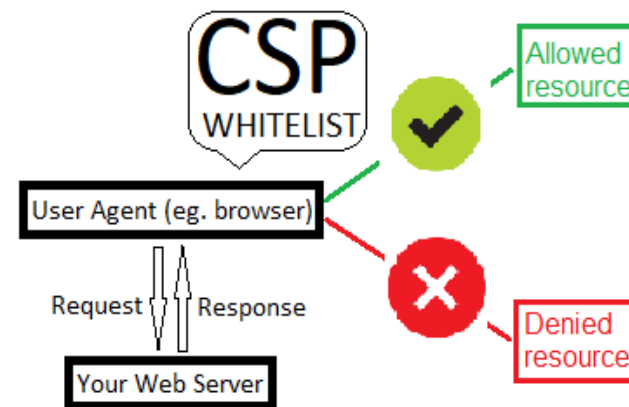 CSP
WHITELIST
Allowed
resource
User Agent (eg. browser)
Request
Response
Denied
resource
Your Web Server